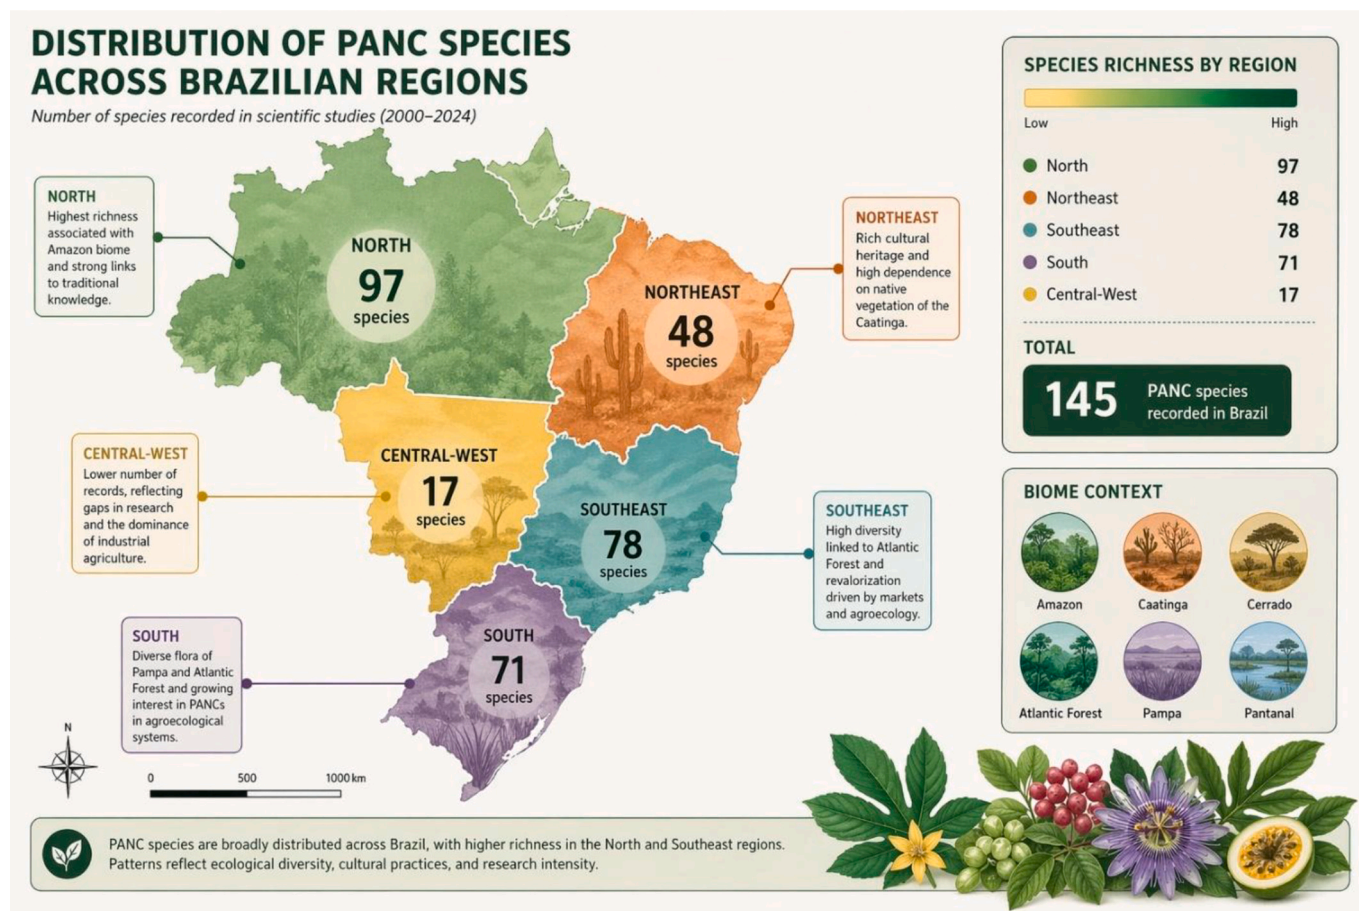 DISTRIBUTION OF PANC SPECIES
ACROSS BRAZILIAN REGIONS
Number of species recorded in scientific studies (2000–2024)
NORTH
Highest richness
associated with
Amazon biome
and strong links
to traditional
knowledge.
NORTH
97
species
NORTHEAST
48
species
NORTHEAST
Rich cultural
heritage and
high dependence
on native
vegetation of the
Caatinga.
CENTRAL-WEST
Lower number of
records, reflecting
gaps in research
and the dominance
of industrial
agriculture.
CENTRAL-WEST
17
species
SOUTHEAST
78
species
SOUTHEAST
High diversity
linked to Atlantic
Forest and
revalorization
driven by markets
and agroecology.
SOUTH
Diverse flora of
Pampa and Atlantic
Forest and growing
interest in PANCs
in agroecological
systems.
SOUTH
71
species
N
0 500 1000 km
SPECIES RICHNESS BY REGION
Low High
North 97
Northeast 48
Southeast 78
South 71
Central-West 17
TOTAL
145 PANC species
recorded in Brazil
BIOME CONTEXT
Amazon Caatinga Cerrado
Atlantic Forest Pampa Pantanal
PANC species are broadly distributed across Brazil, with higher richness in the North and Southeast regions.
Patterns reflect ecological diversity, cultural practices, and research intensity.